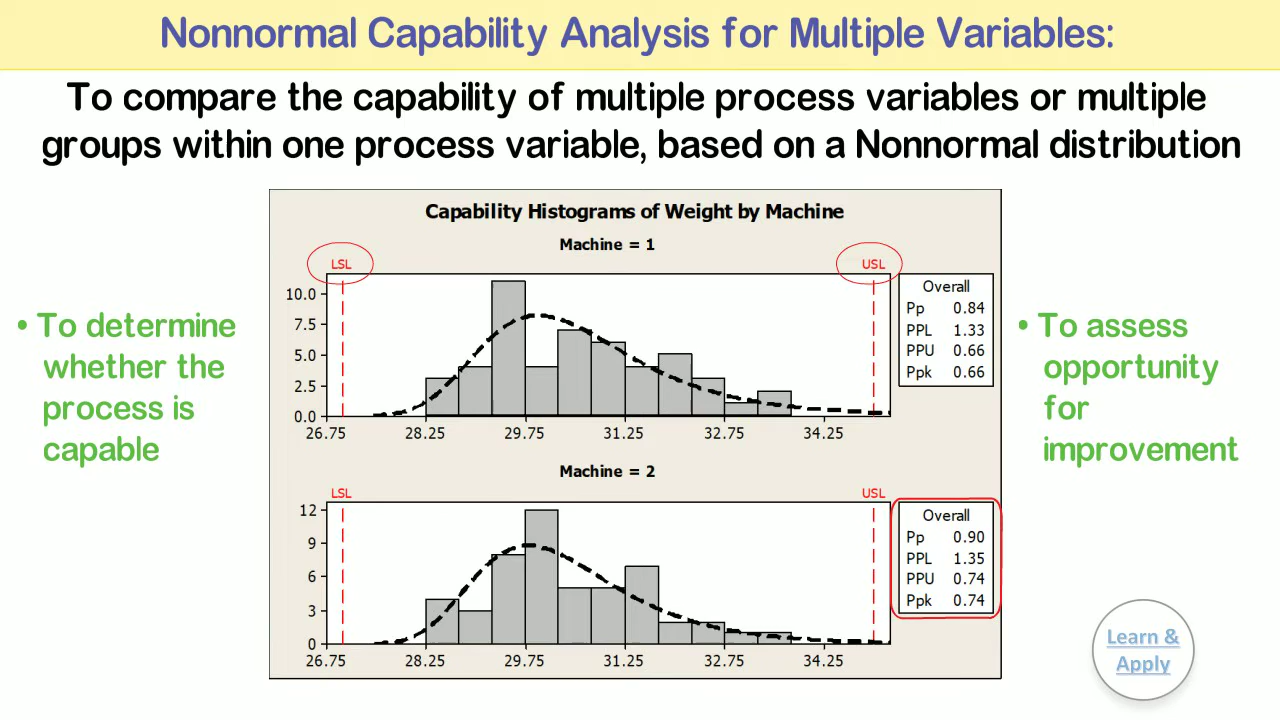 Nonnormal Capability Analysis for Multiple Variables:
To compare the capability of multiple process variables or multiple
groups within one process variable, based on a Nonnormal distribution
• To determine
whether the
process is
capable
Capability Histograms of Weight by Machine
Machine = 1
LSL USL
10.0
7.5
5.0
2.5
0.0
26.75 28.25 29.75 31.25 32.75 34.25
Overall
Pp 0.84
PPL 1.33
PPU 0.66
Ppk 0.66
Machine = 2
LSL USL
12
9
6
3
0
26.75 28.25 29.75 31.25 32.75 34.25
Overall
Pp 0.90
PPL 1.35
PPU 0.74
Ppk 0.74
• To assess
opportunity
for
improvement
Learn &
Apply